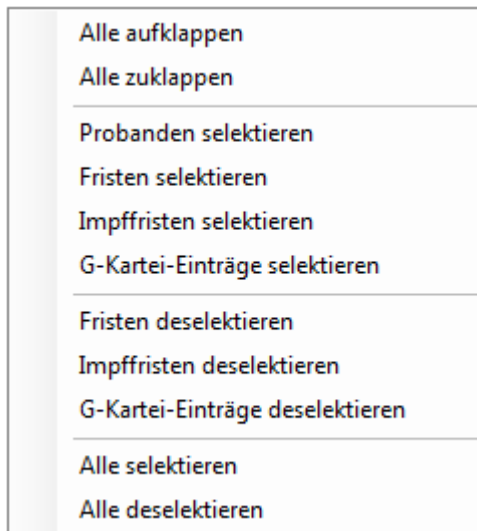 Alle aufklappen
Alle zuklappen
Probanden selektieren
Fristen selektieren
Impffristen selektieren
G-Kartei-Einträge selektieren
Fristen deselektieren
Impffristen deselektieren
G-Kartei-Einträge deselektieren
Alle selektieren
Alle deselektieren